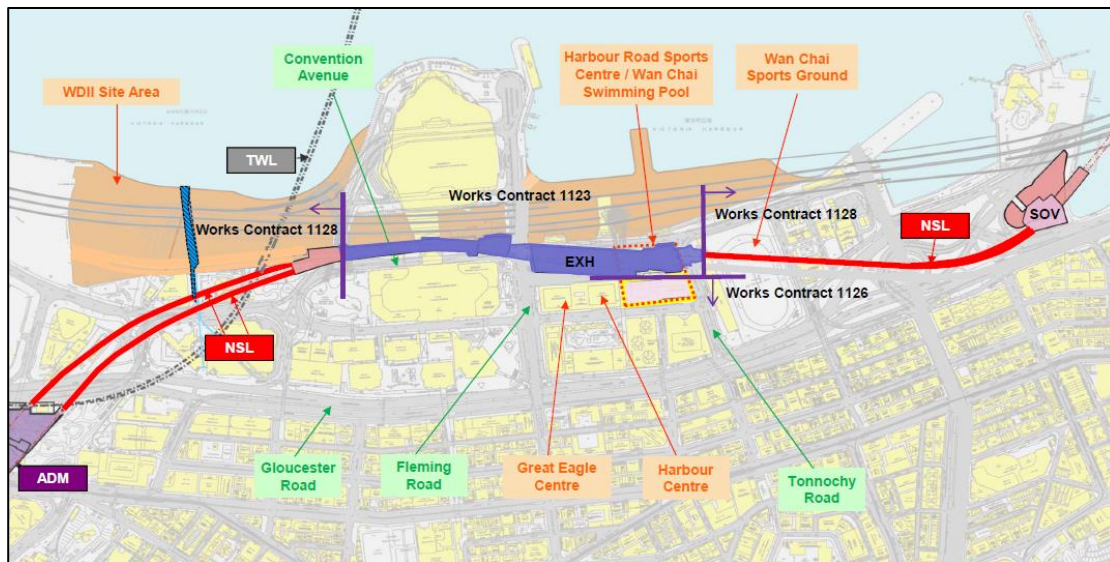 Convention
Avenue
Harbour Road Sports
Centre / Wan Chai
Swimming Pool
Wan Chai
Sports Ground
WDII Site Area
TWL
Works Contract 1123
Works Contract 1128
Works Contract 1128
NSL
SOV
EXH
Works Contract 1126
NSL
ADM
Gloucester
Road
Fleming
Road
Great Eagle
Centre
Harbour
Centre
Tonnochy
Road